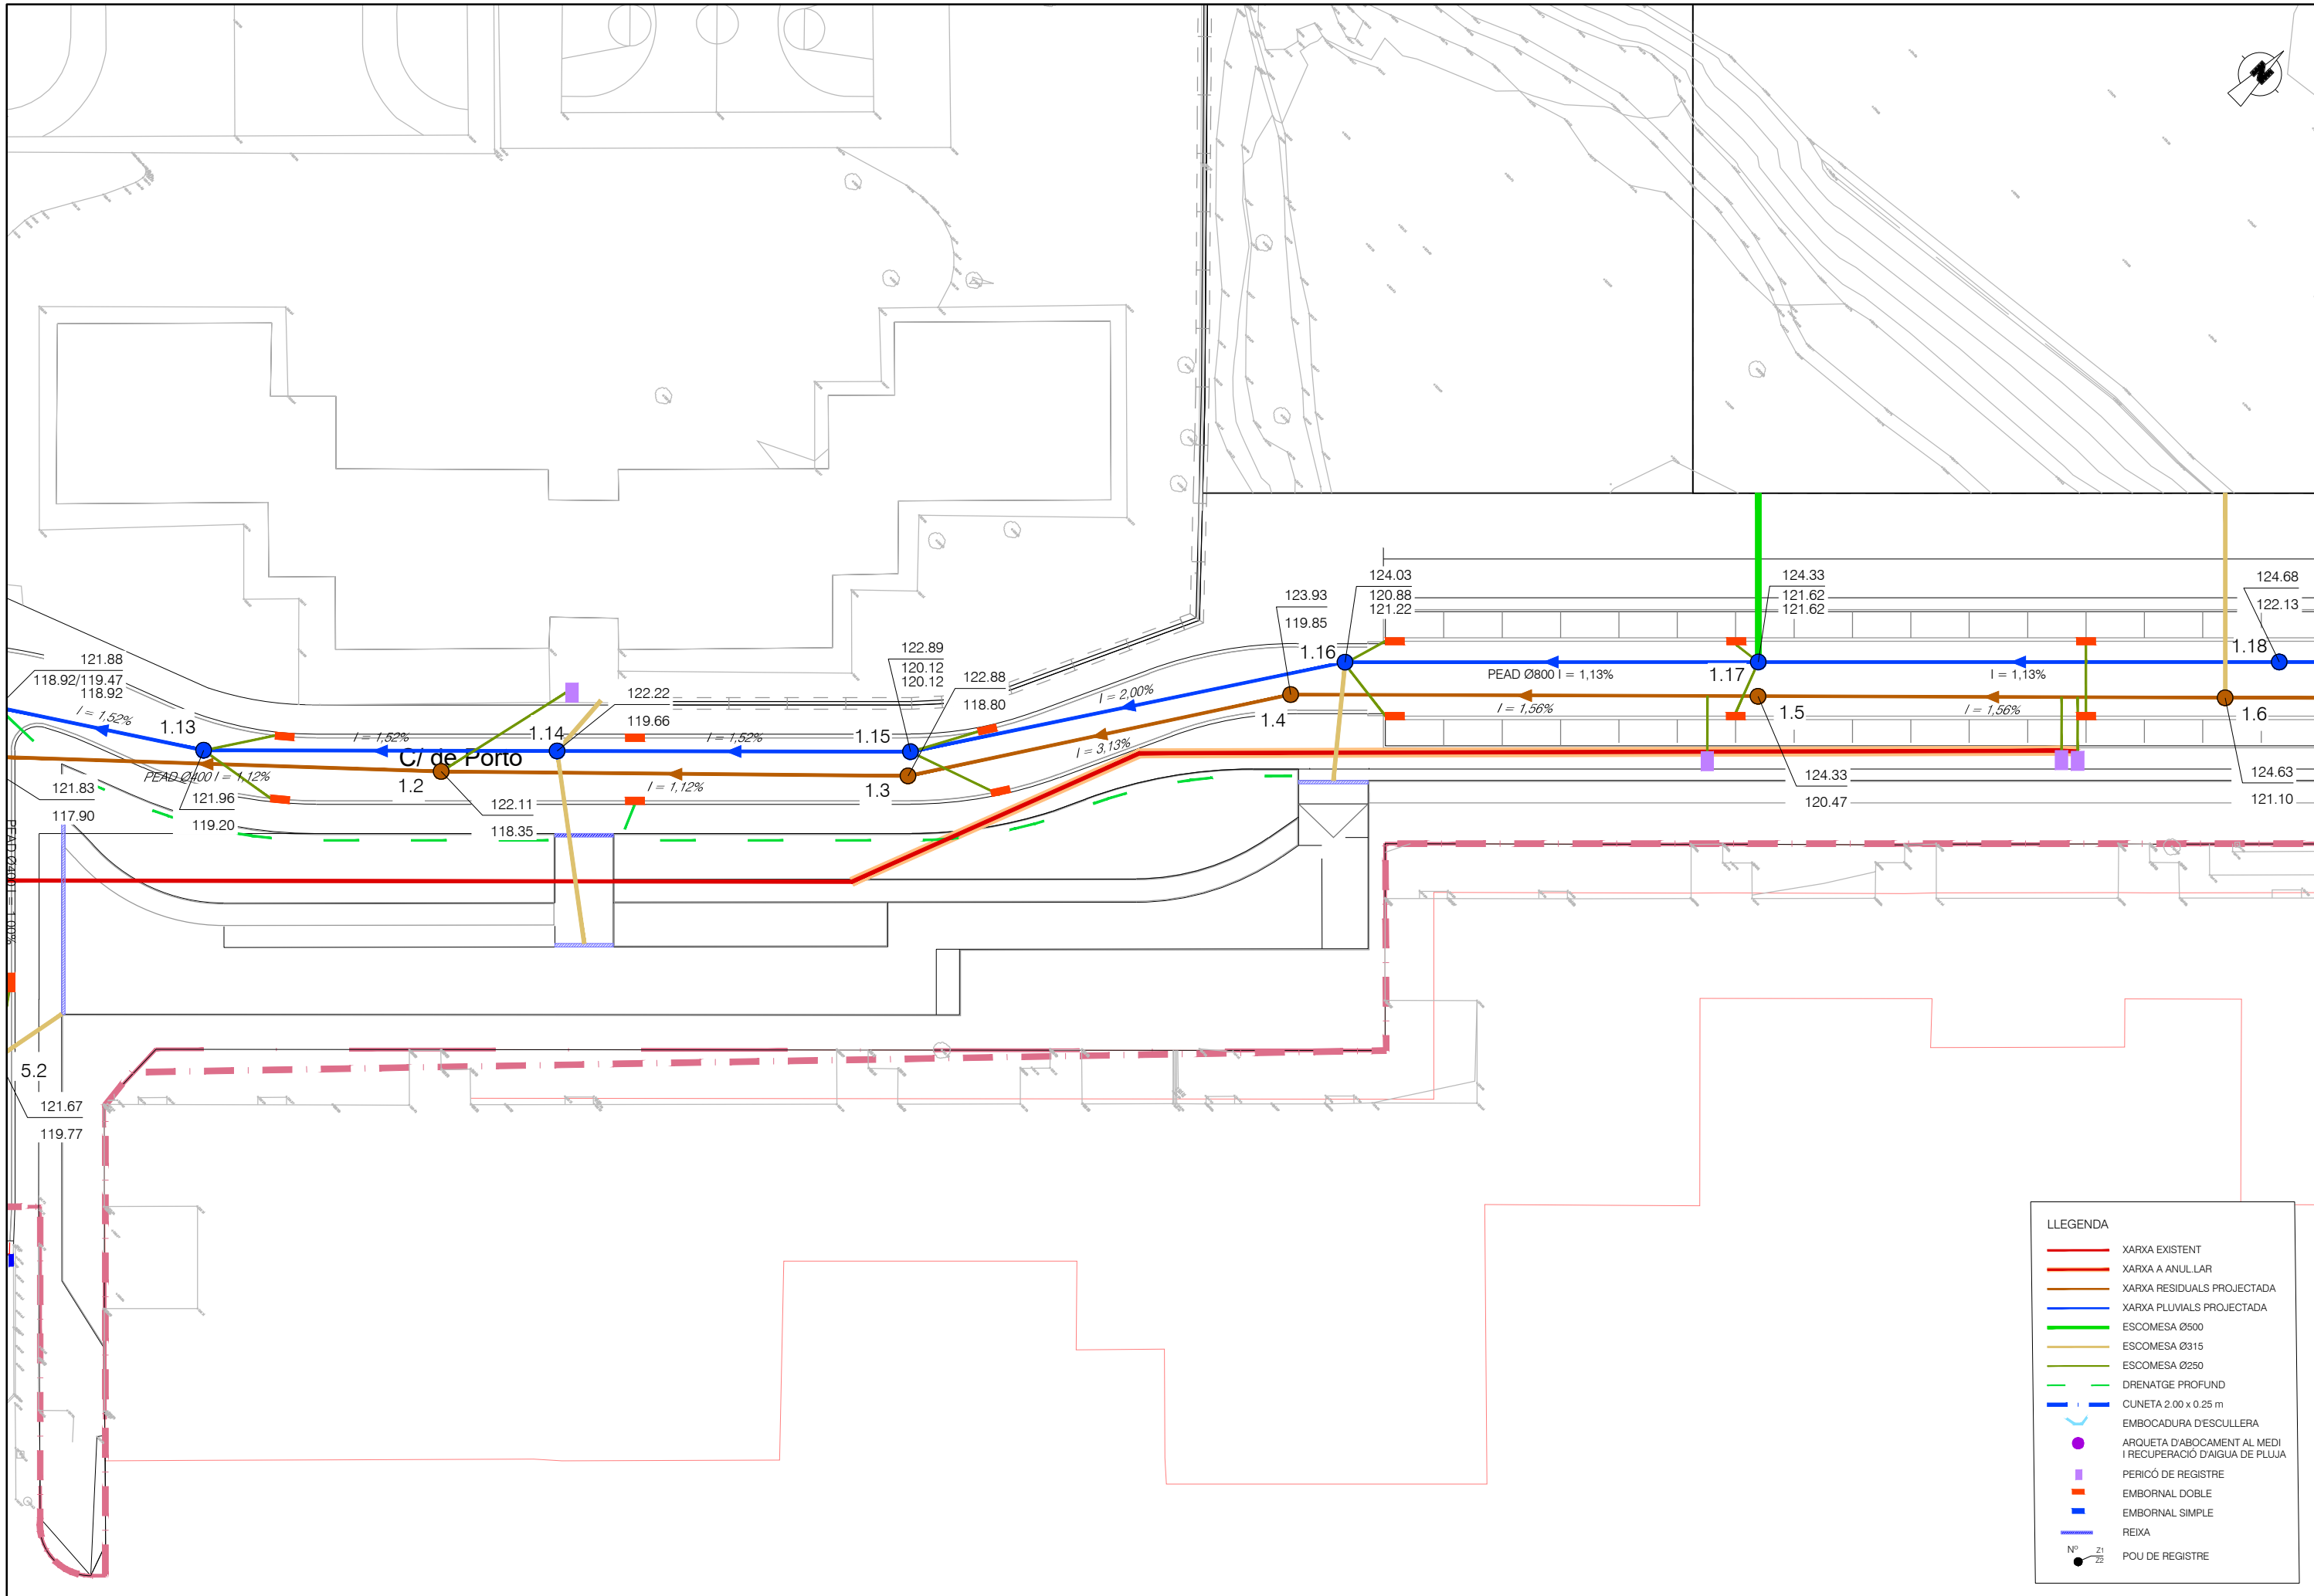 N
124.03
120.88
121.22
123.93
119.85
124.33
121.62
121.62
124.68
122.13
1.16
1.17
1.18
122.89
120.12
120.12
122.88
118.80
121.88
118.92/119.47
118.92
122.22
119.66
PEAD Ø800 I = 1,13%
I = 1,13%
I = 2,00%
I = 1,56%
I = 1,56%
1.4
1.5
1.6
I = 1,52%
1.13
I = 1,52%
1.14
I = 1,52%
1.15
I = 3,13%
C/ de Porto
PEAD Ø400 I = 1,12%
1.2
I = 1,12%
1.3
121.83
117.90
121.96
119.20
122.11
118.35
124.33
120.47
124.63
121.10
PEAD Ø400 I = 1,00%
5.2
121.67
119.77
LLEGENDA
XARXA EXISTENT
XARXA A ANUL.LAR
XARXA RESIDUALS PROJECTADA
XARXA PLUVIALS PROJECTADA
ESCOMESA Ø500
ESCOMESA Ø315
ESCOMESA Ø250
DRENATGE PROFUND
CUNETA 2.00 x 0.25 m
EMBOCADURA D'ESCULLERA
ARQUETA D'ABOCAMENT AL MEDI
I RECUPERACIÓ D'AIGUA DE PLUJA
PERICÓ DE REGISTRE
EMBORNAL DOBLE
EMBORNAL SIMPLE
REIXA
Nº Z1
Z2
POU DE REGISTRE